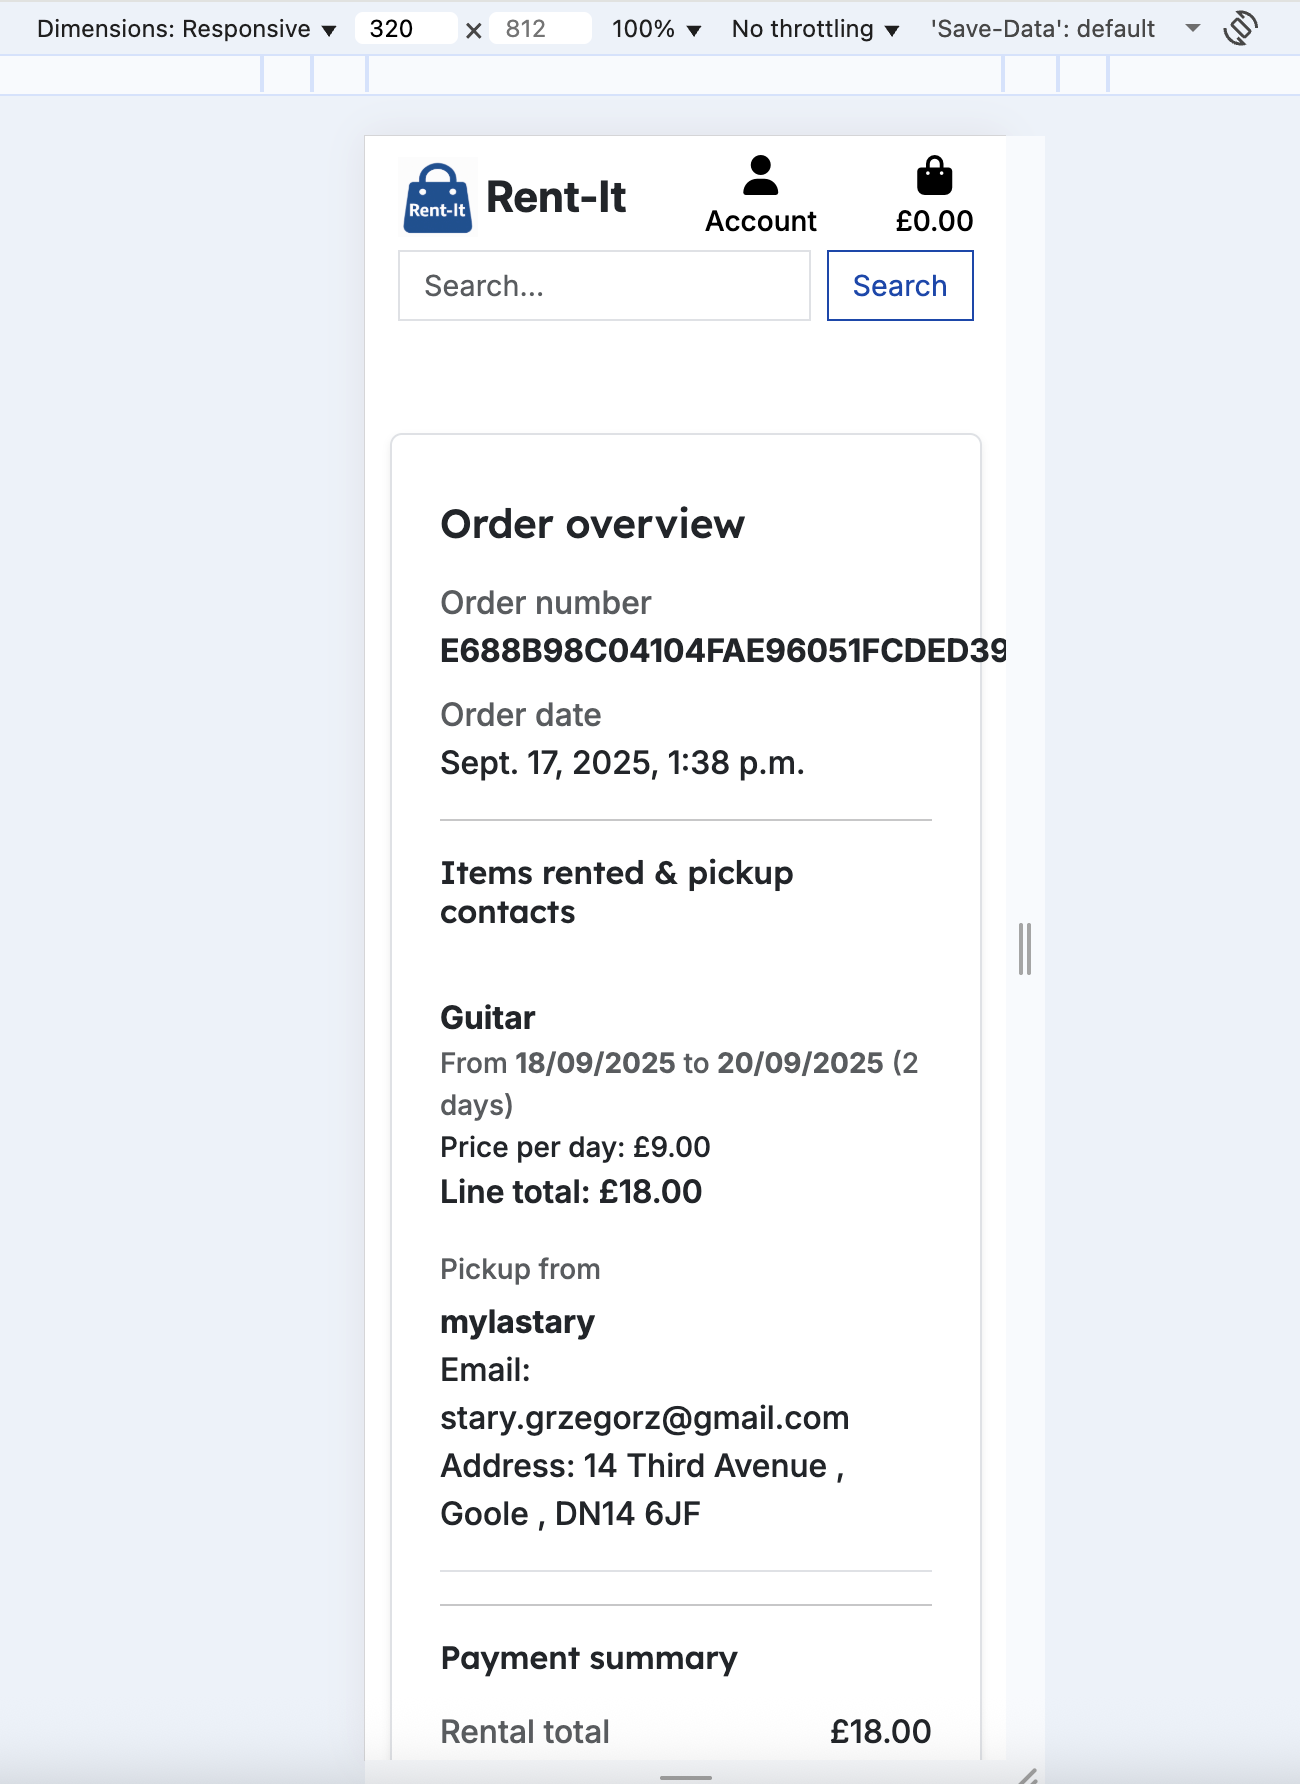 Dimensions: Responsive ▼ 320 × 812 100% ▼ No throttling ▼ 'Save-Data': default
Rent-It Rent-It Account £0.00
Search... Search
Order overview
Order number
E688B98C04104FAE96051FCDED39
Order date
Sept. 17, 2025, 1:38 p.m.
Items rented & pickup
contacts
Guitar
From 18/09/2025 to 20/09/2025 (2
days)
Price per day: £9.00
Line total: £18.00
Pickup from
mylastary
Email:
stary.grzegorz@gmail.com
Address: 14 Third Avenue ,
Goole , DN14 6JF
Payment summary
Rental total £18.00